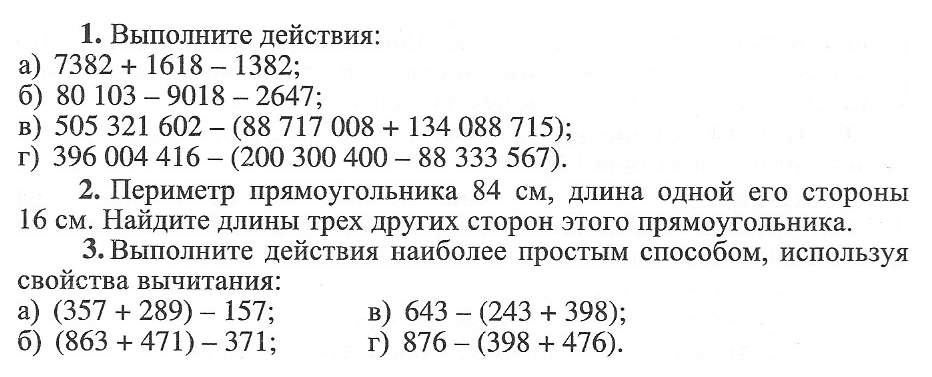 1. Выполните действия:
а) 7382 + 1618 – 1382;
б) 80 103 – 9018 – 2647;
в) 505 321 602 – (88 717 008 + 134 088 715);
г) 396 004 416 – (200 300 400 – 88 333 567).
2. Периметр прямоугольника 84 см, длина одной его стороны
16 см. Найдите длины трех других сторон этого прямоугольника.
3. Выполните действия наиболее простым способом, используя
свойства вычитания:
а) (357 + 289) – 157; в) 643 – (243 + 398);
б) (863 + 471) – 371; г) 876 – (398 + 476).